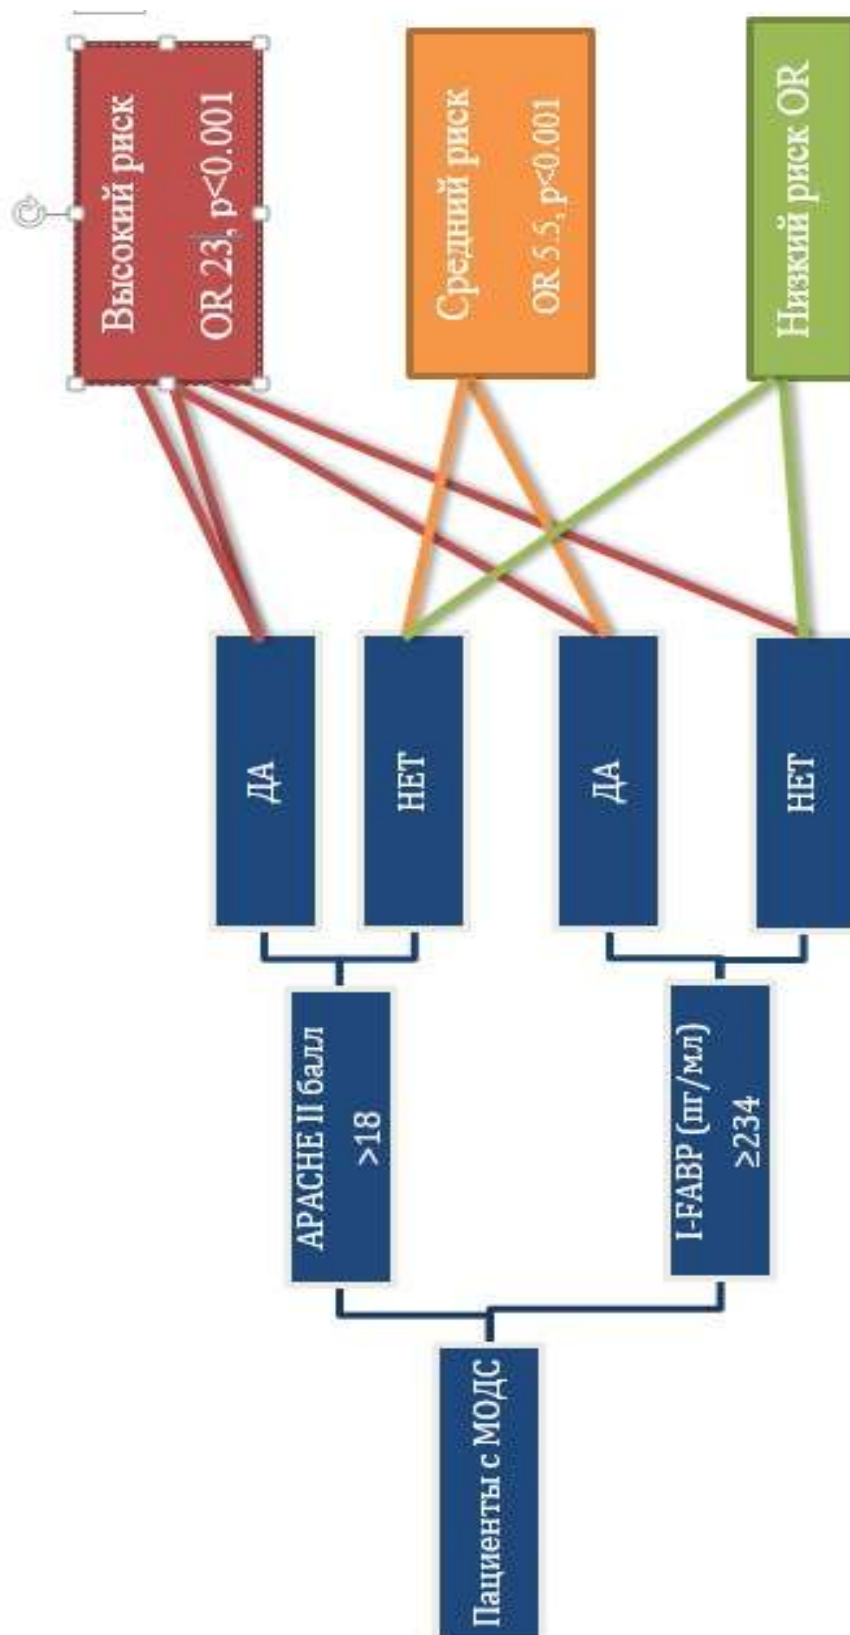 Пациенты с МОДС
APACHE II балл
>18
I-FABP (пг/мл)
≥234
ДА
НЕТ
ДА
НЕТ
Высокий риск
OR 23, p<0.001
Средний риск
OR 5.5, p<0.001
Низкий риск OR